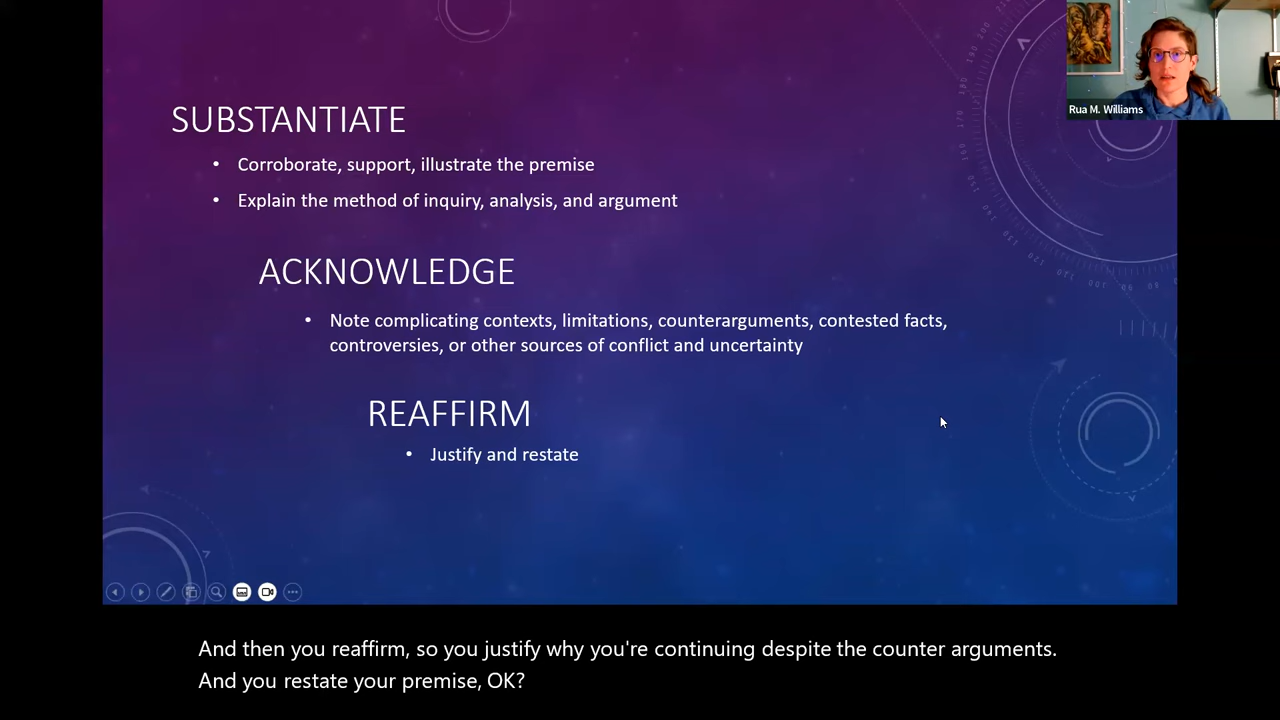 Rua M. Williams
SUBSTANTIATE
• Corroborate, support, illustrate the premise
• Explain the method of inquiry, analysis, and argument
ACKNOWLEDGE
• Note complicating contexts, limitations, counterarguments, contested facts,
controversies, or other sources of conflict and uncertainty
REAFFIRM
• Justify and restate
And then you reaffirm, so you justify why you're continuing despite the counter arguments.
And you restate your premise, OK?